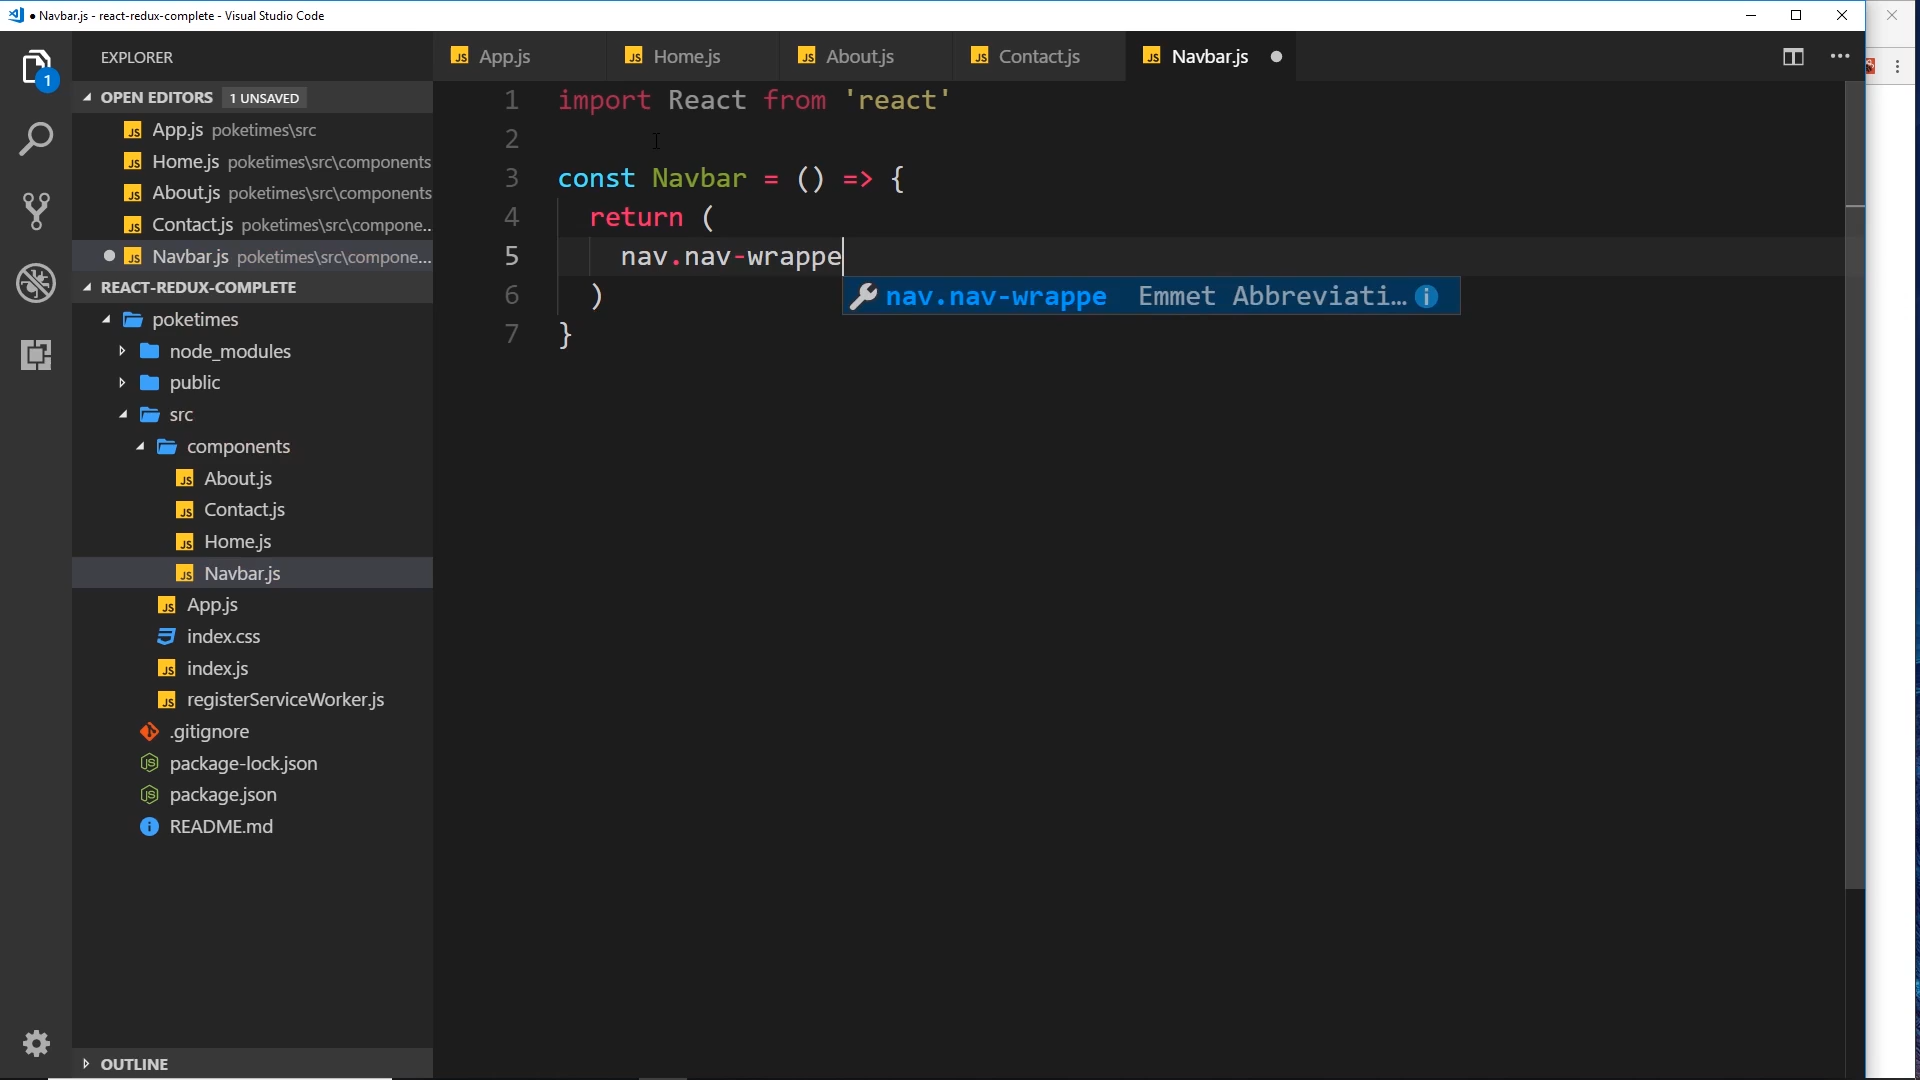 Navbar.js - react-redux-complete - Visual Studio Code
EXPLORER
1
OPEN EDITORS 1 UNSAVED
App.js poketimes\src
Home.js poketimes\src\components
About.js poketimes\src\components
Contact.js poketimes\src\compone...
Navbar.js poketimes\src\compone...
REACT-REDUX-COMPLETE
poketimes
node_modules
public
src
components
About.js
Contact.js
Home.js
Navbar.js
App.js
index.css
index.js
registerServiceWorker.js
.gitignore
package-lock.json
package.json
README.md
OUTLINE
App.js Home.js About.js Contact.js Navbar.js
1 import React from 'react'
2
3 const Navbar = () => {
4 return (
5 nav.nav-wrappe
6 )
nav.nav-wrappe Emmet Abbreviati...
7 }